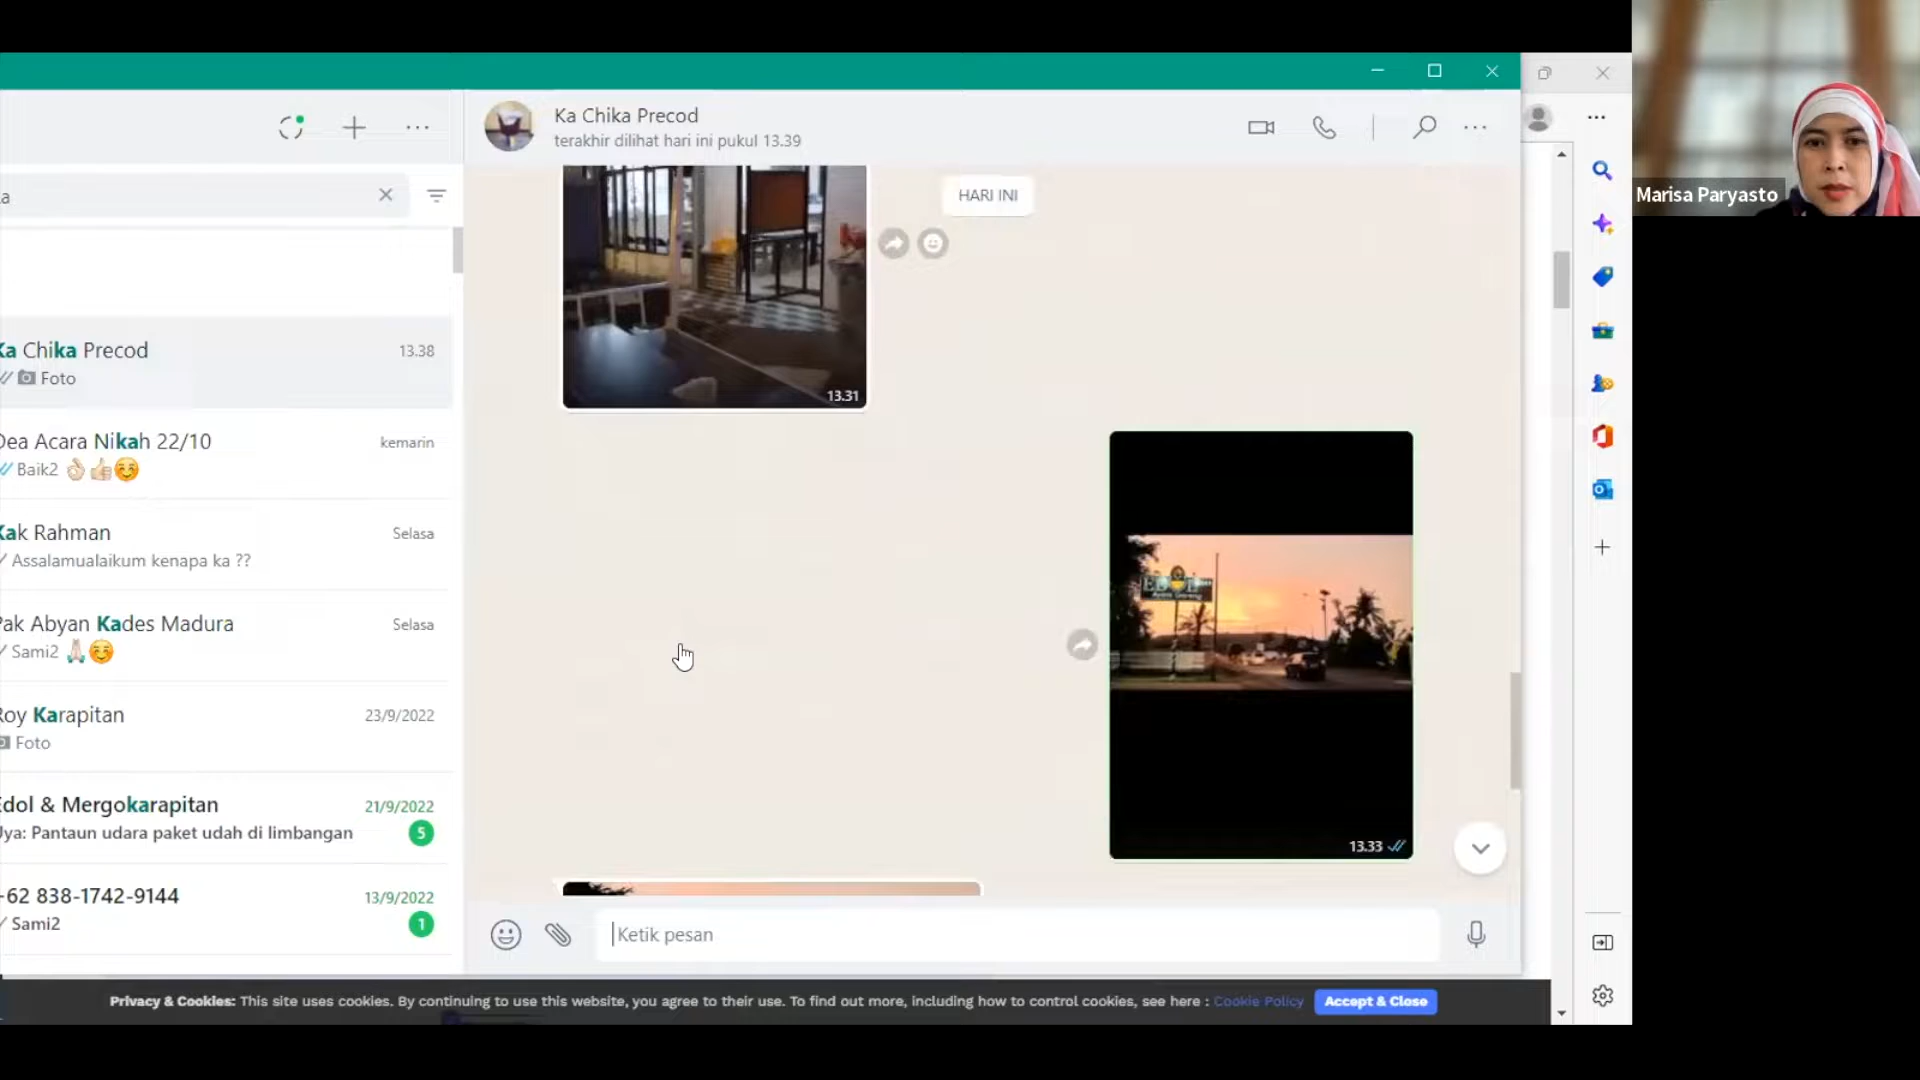 Ka Chika Precod
terakhir dilihat hari ini pukul 13.39
a
HARI INI
13.31
Ka Chika Precod
13.38
Foto
Dea Acara Nikah 22/10
kemarin
Baik2 👌🏻👍🏻☺️
Kak Rahman
Selasa
Assalamualaikum kenapa ka ??
Pak Abyan Kades Madura
Selasa
Sami2 🙏🏻☺️
Roy Karapitan
23/9/2022
Foto
Edol & Mergokarapitan
21/9/2022
Uya: Pantaun udara paket udah di limbangan
5
+62 838-1742-9144
13/9/2022
Sami2
1
EDOL
Ayam Goreng
13.33
Ketik pesan
Privacy & Cookies: This site uses cookies. By continuing to use this website, you agree to their use. To find out more, including how to control cookies, see here : Cookie Policy
Accept & Close
Marisa Paryasto